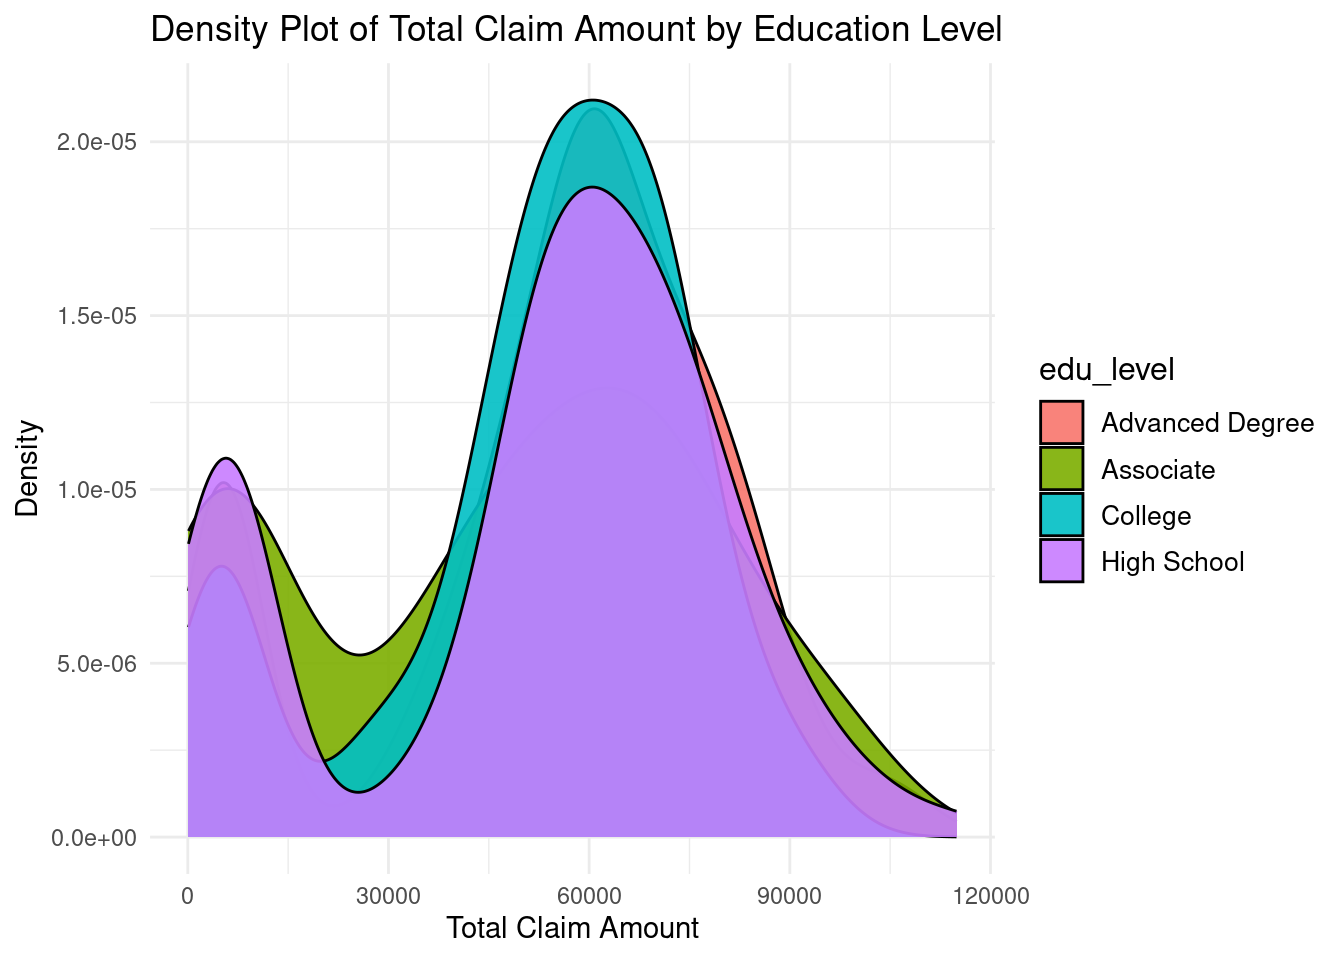 Density Plot of Total Claim Amount by Education Level
2.0e-05
1.5e-05
1.0e-05
5.0e-06
0.0e+00
Density
0 30000 60000 90000 120000
Total Claim Amount
edu_level
Advanced Degree
Associate
College
High School